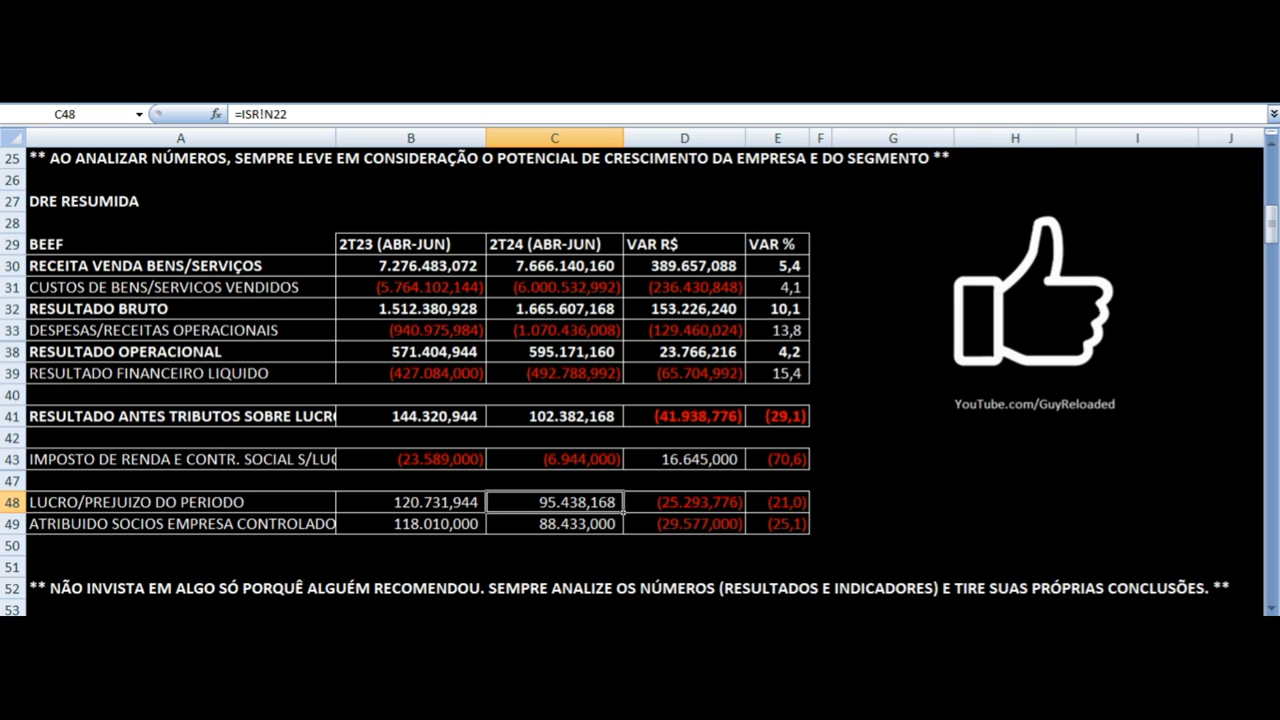 C48 fx =ISR!N22
A B C D E F G H I J
25 ** AO ANALIZAR NÚMEROS, SEMPRE LEVE EM CONSIDERAÇÃO O POTENCIAL DE CRESCIMENTO DA EMPRESA E DO SEGMENTO **
26
27 DRE RESUMIDA
28
29 BEEF 2T23 (ABR-JUN) 2T24 (ABR-JUN) VAR R$ VAR %
30 RECEITA VENDA BENS/SERVIÇOS 7.276.483,072 7.666.140,160 389.657,088 5,4
31 CUSTOS DE BENS/SERVICOS VENDIDOS (5.764.102,144) (6.000.532,992) (236.430,848) 4,1
32 RESULTADO BRUTO 1.512.380,928 1.665.607,168 153.226,240 10,1
33 DESPESAS/RECEITAS OPERACIONAIS (940.975,984) (1.070.436,008) (129.460,024) 13,8
38 RESULTADO OPERACIONAL 571.404,944 595.171,160 23.766,216 4,2
39 RESULTADO FINANCEIRO LIQUIDO (427.084,000) (492.788,992) (65.704,992) 15,4
40
YouTube.com/GuyReloaded
41 RESULTADO ANTES TRIBUTOS SOBRE LUCRO 144.320,944 102.382,168 (41.938,776) (29,1)
42
43 IMPOSTO DE RENDA E CONTR. SOCIAL S/LUC 
(23.589,000) (6.944,000) 16.645,000 (70,6)
47
48 LUCRO/PREJUIZO DO PERIODO 120.731,944 95.438,168 (25.293,776) (21,0)
49 ATRIBUIDO SOCIOS EMPRESA CONTROLADO 118.010,000 88.433,000 (29.577,000) (25,1)
50
51
52 ** NÃO INVISTA EM ALGO SÓ PORQUÊ ALGUÉM RECOMENDOU. SEMPRE ANALIZE OS NÚMEROS (RESULTADOS E INDICADORES) E TIRE SUAS PRÓPRIAS CONCLUSÕES. **
53